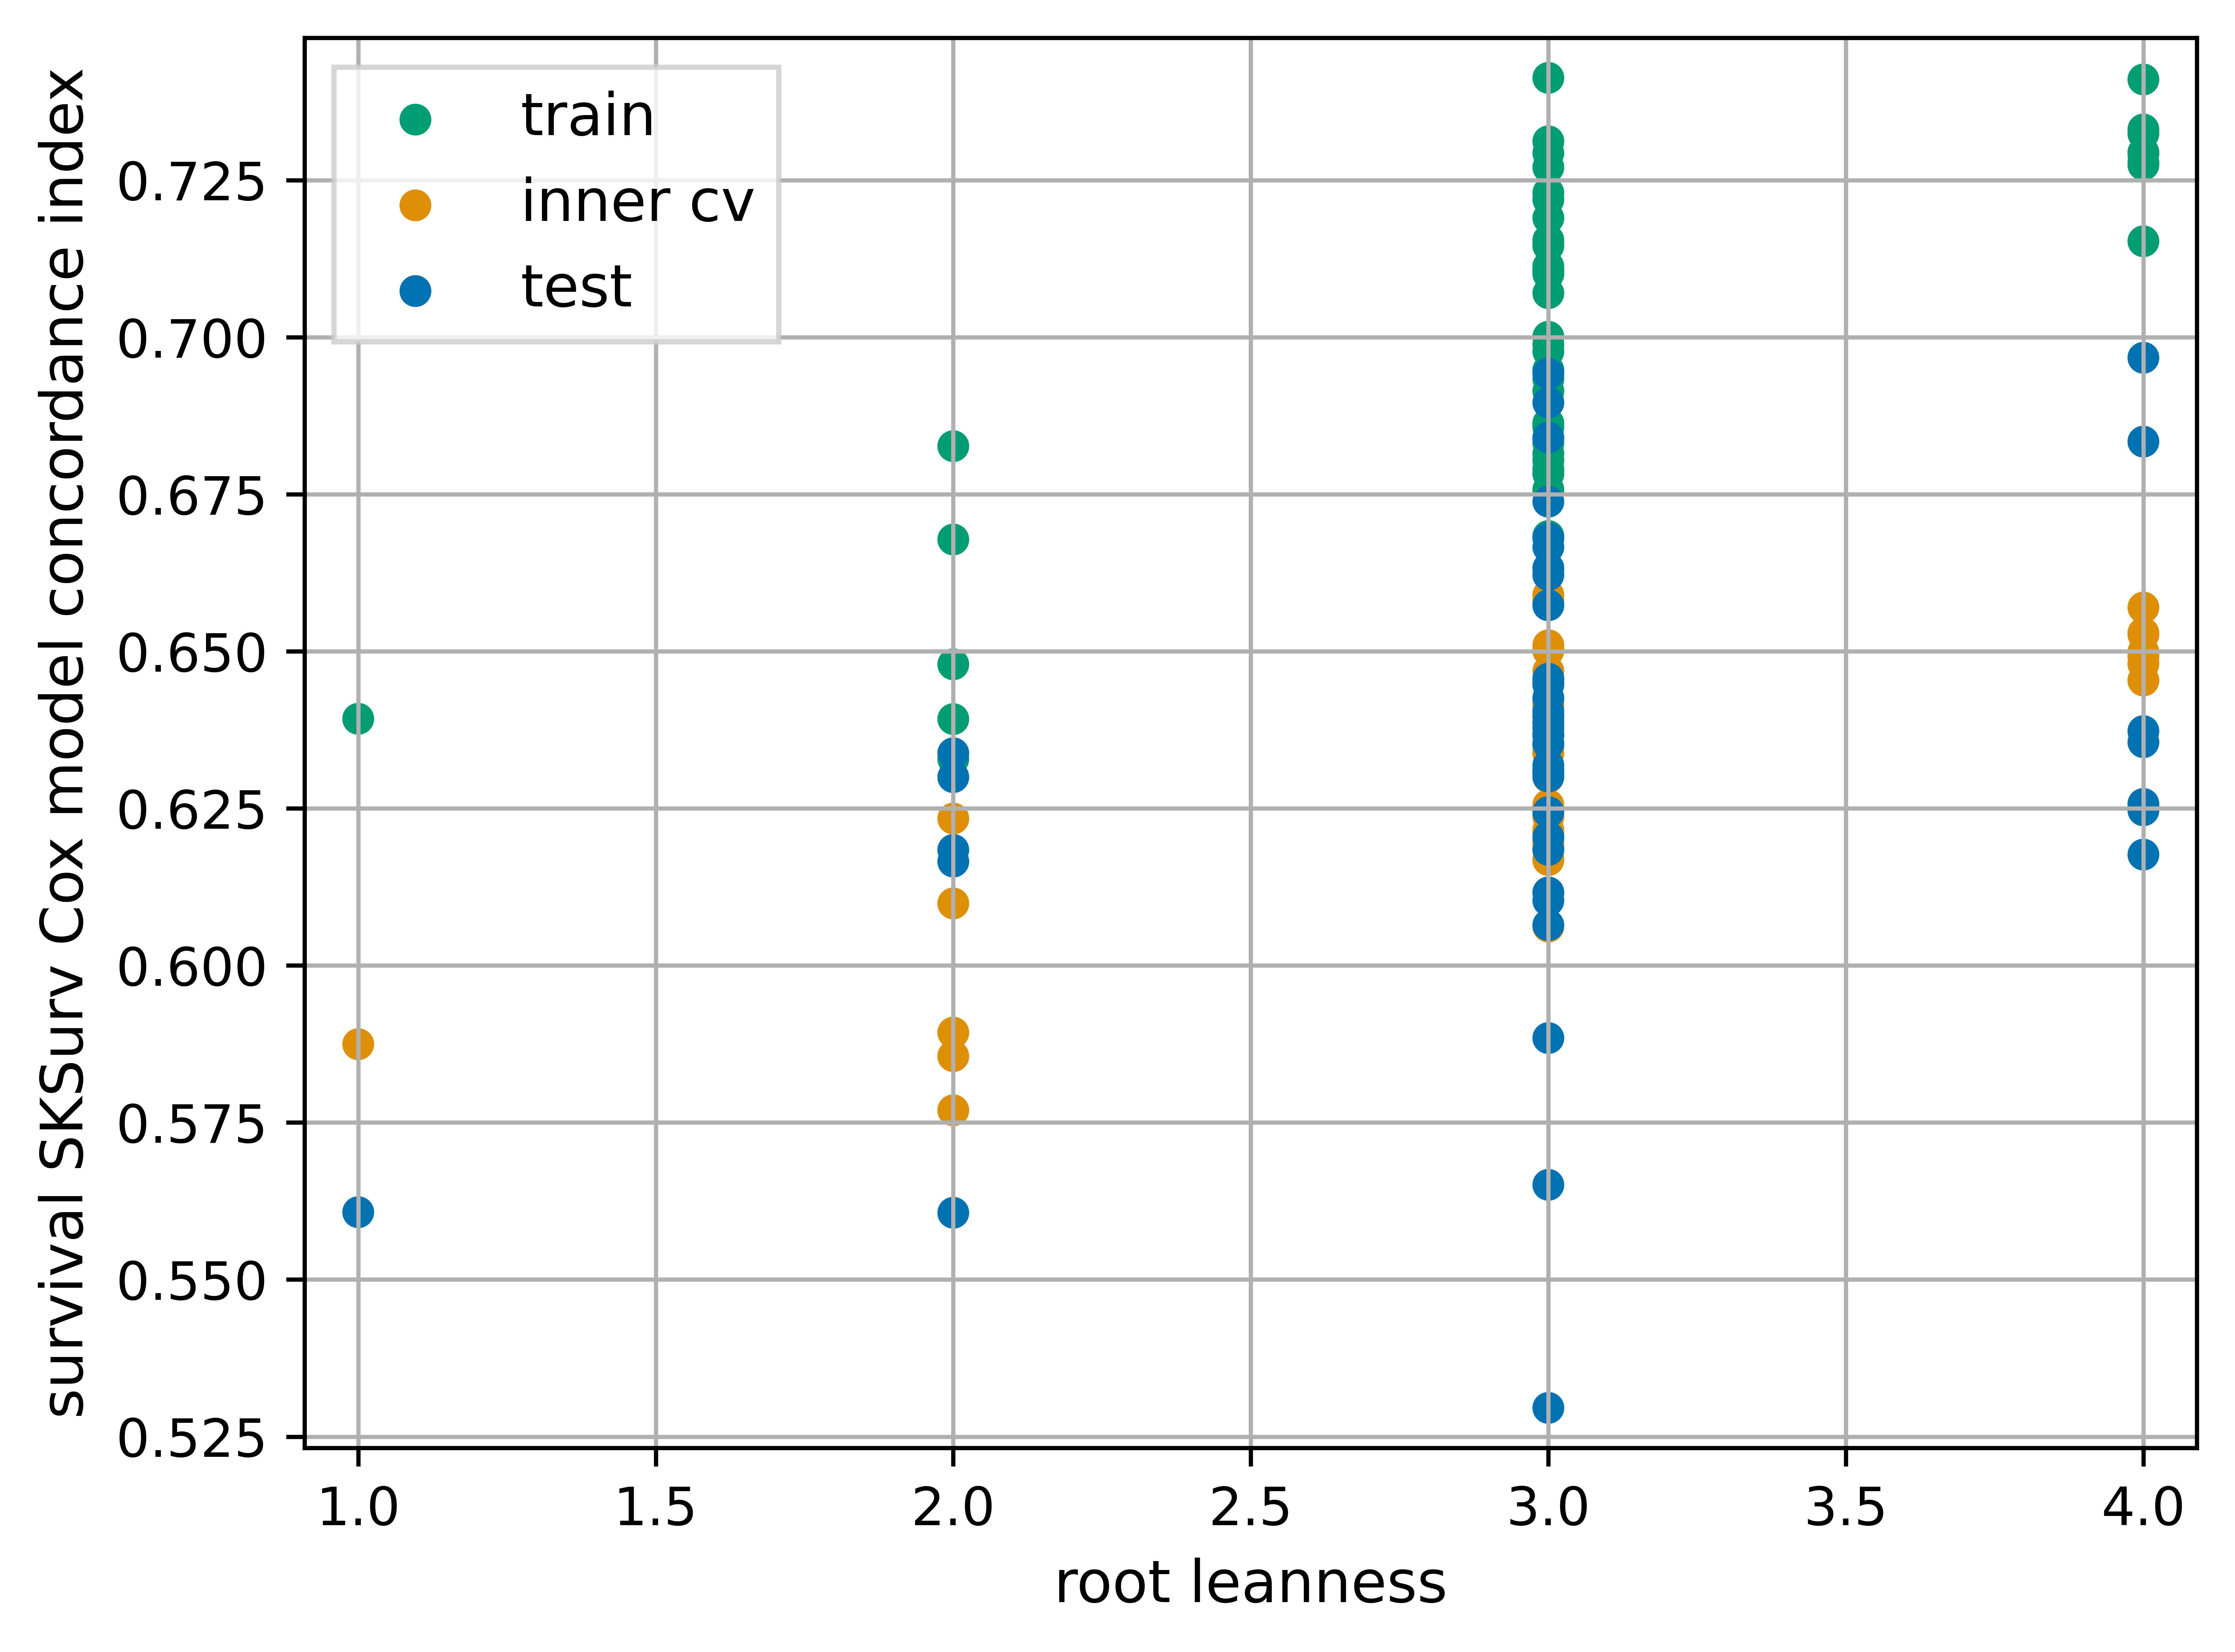 train
inner cv
test
survival SKSurv Cox model concordance index
0.725
0.700
0.675
0.650
0.625
0.600
0.575
0.550
0.525
1.0 1.5 2.0 2.5 3.0 3.5 4.0
root leanness